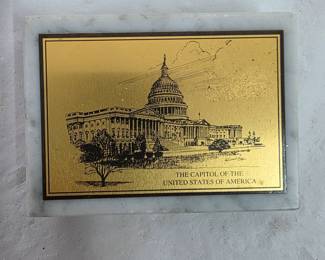 THE CAPITOL OF THE
UNITED STATES OF AMERICA